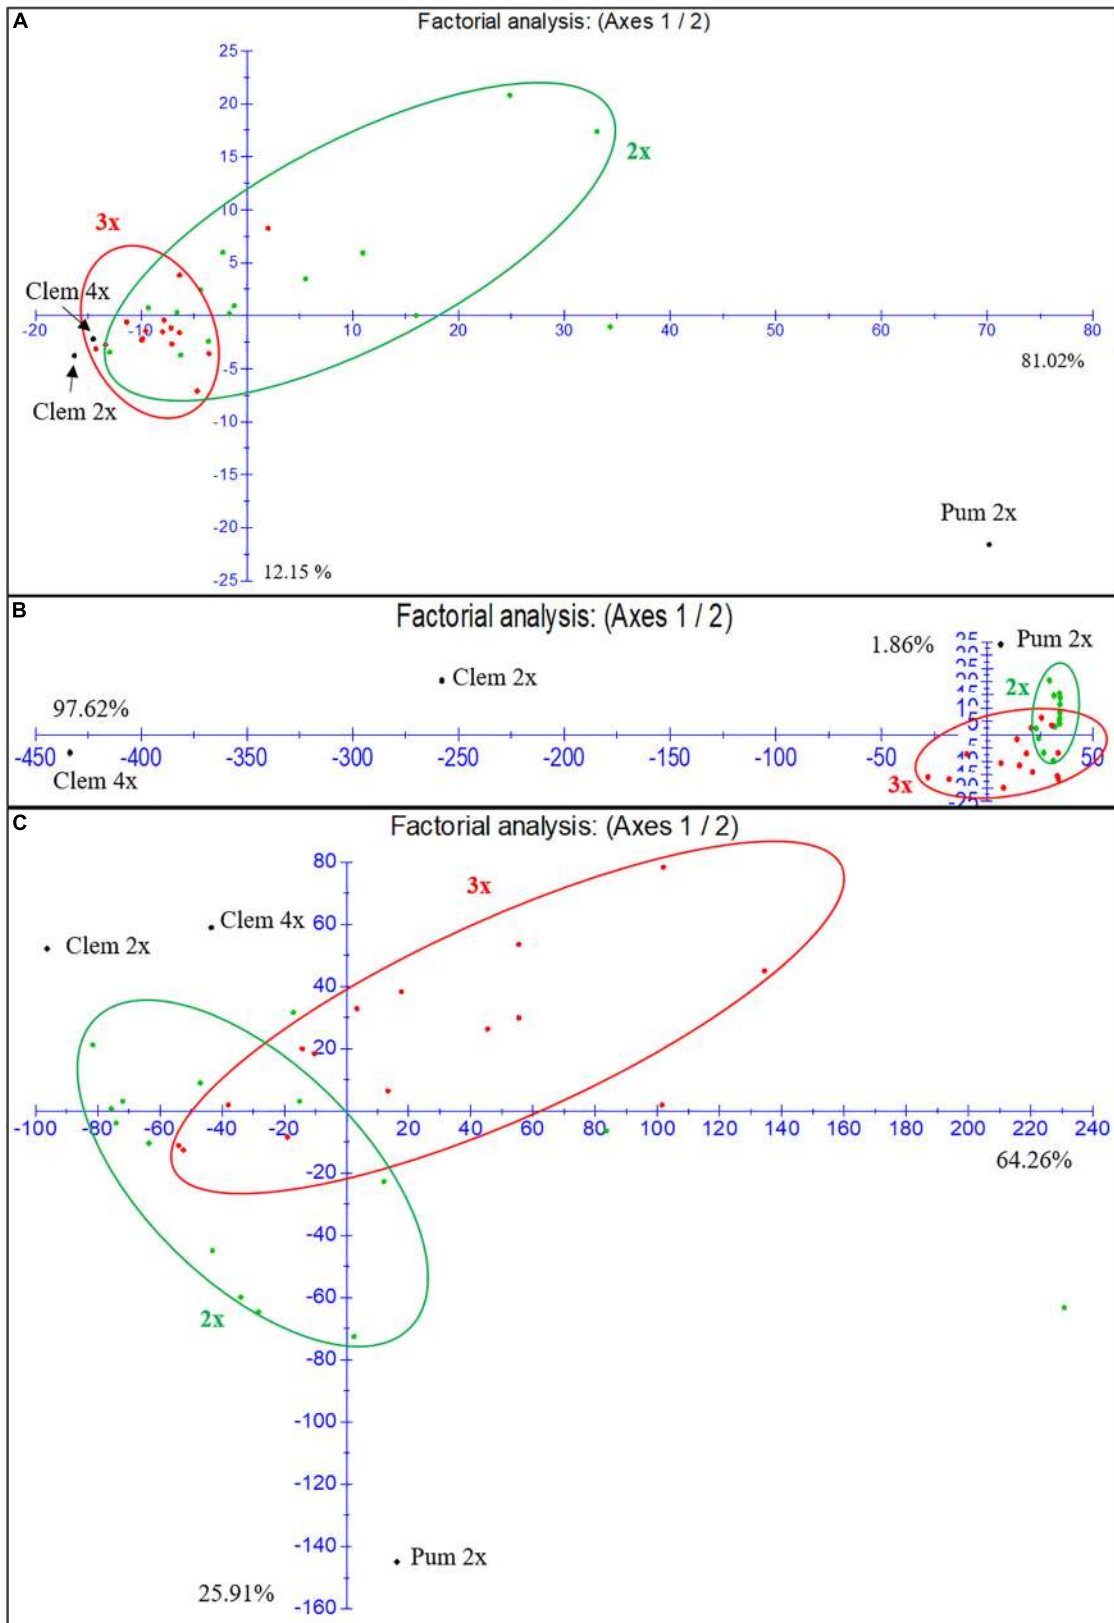 A
Factorial analysis: (Axes 1 / 2)
25
20
15
10
5
-5
-10
-15
-20
-25
2x
3x
Clem 4x
Clem 2x
-20 -10 10 20 30 40 50 60 70 80
81.02%
Pum 2x
12.15 %
B
Factorial analysis: (Axes 1 / 2)
1.86%
Pum 2x
Clem 2x
2x
97.62%
-450 -400 -350 -300 -250 -200 -150 -100 -50 50
Clem 4x
3x
C
Factorial analysis: (Axes 1 / 2)
80
60
40
20
-20
-40
-60
-80
-100
-120
-140
-160
3x
Clem 4x
Clem 2x
-100 -80 -60 -40 -20 20 40 60 80 100 120 140 160 180 200 220 240
64.26%
2x
Pum 2x
25.91%